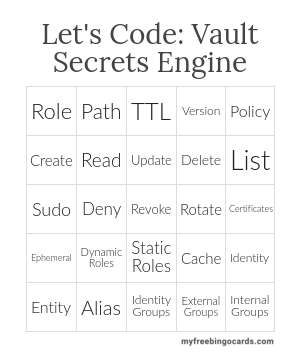 Let's Code: Vault
Secrets Engine
Role Path TTL Version Policy
Create Read Update Delete List
Sudo Deny Revoke Rotate Certificates
Ephemeral Dynamic Roles Static Roles Cache Identity
Entity Alias Identity Groups External Groups Internal Groups
myfreebingocards.com